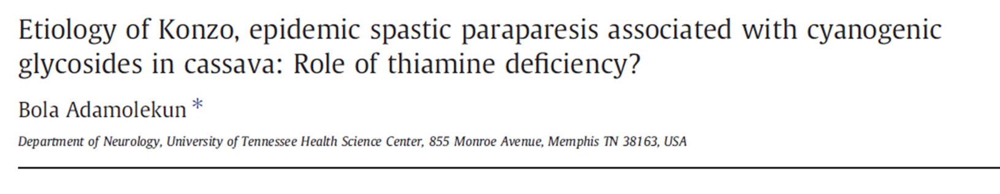 Etiology of Konzo, epidemic spastic paraparesis associated with cyanogenic
glycosides in cassava: Role of thiamine deficiency?
Bola Adamolekun *
Department of Neurology, University of Tennessee Health Science Center, 855 Monroe Avenue, Memphis TN 38163, USA